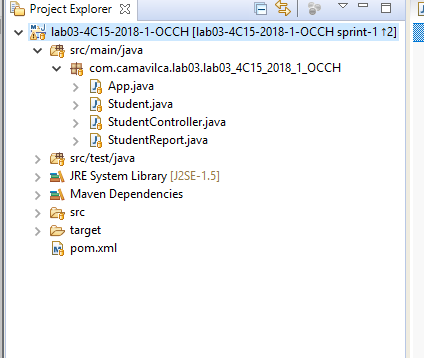 Project Explorer
lab03-4C15-2018-1-OCCH [lab03-4C15-2018-1-OCCH sprint-1 ↑2]
src/main/java
com.camavilca.lab03.lab03_4C15_2018_1_OCCH
App.java
Student.java
StudentController.java
StudentReport.java
src/test/java
JRE System Library [J2SE-1.5]
Maven Dependencies
src
target
pom.xml